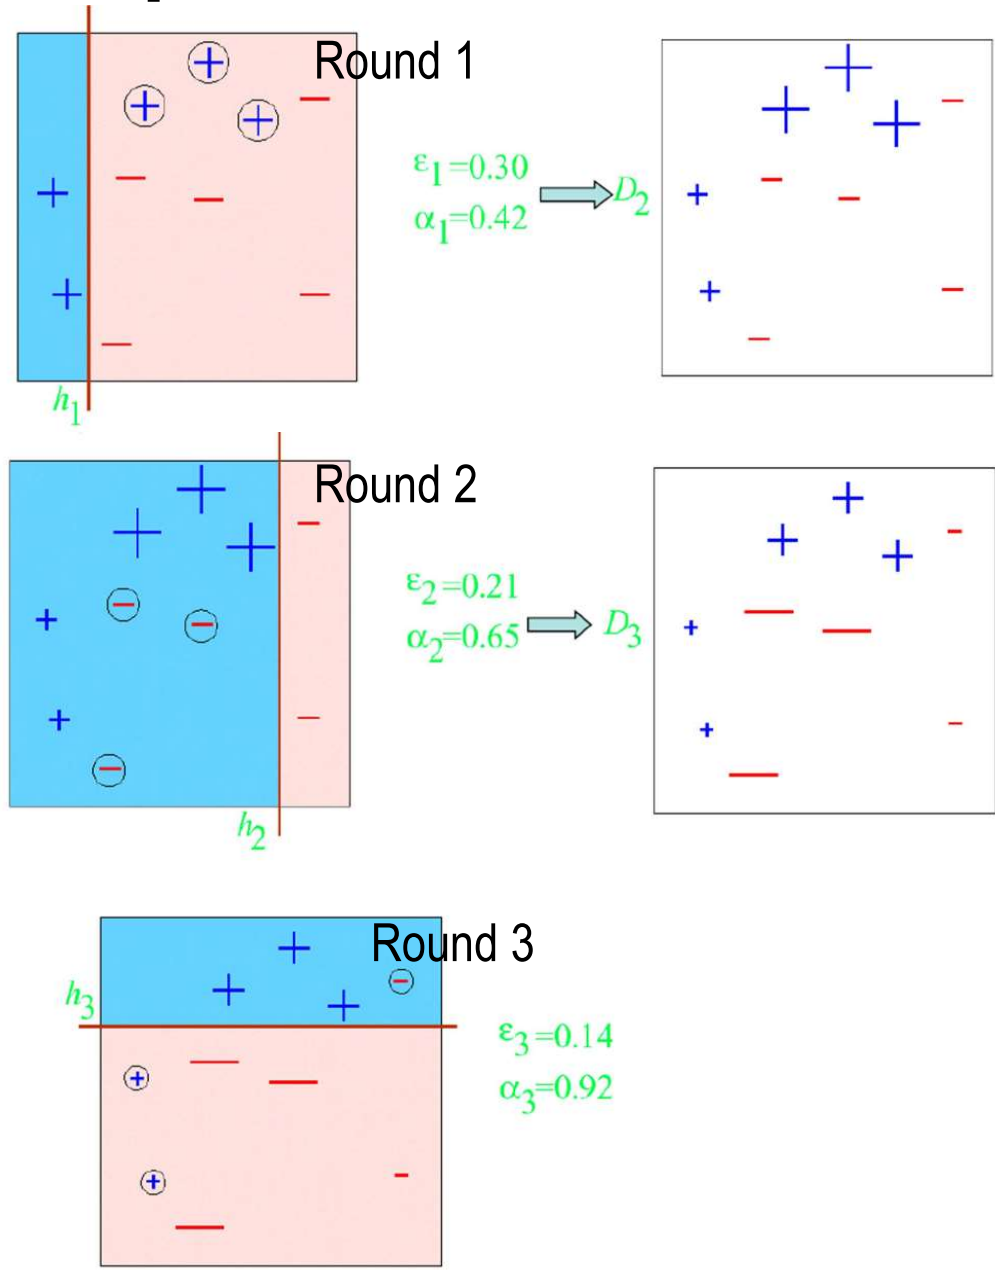 Round 1
ε1=0.30
α1=0.42
D2
h1
Round 2
ε2=0.21
α2=0.65
D3
h2
Round 3
h3
ε3=0.14
α3=0.92